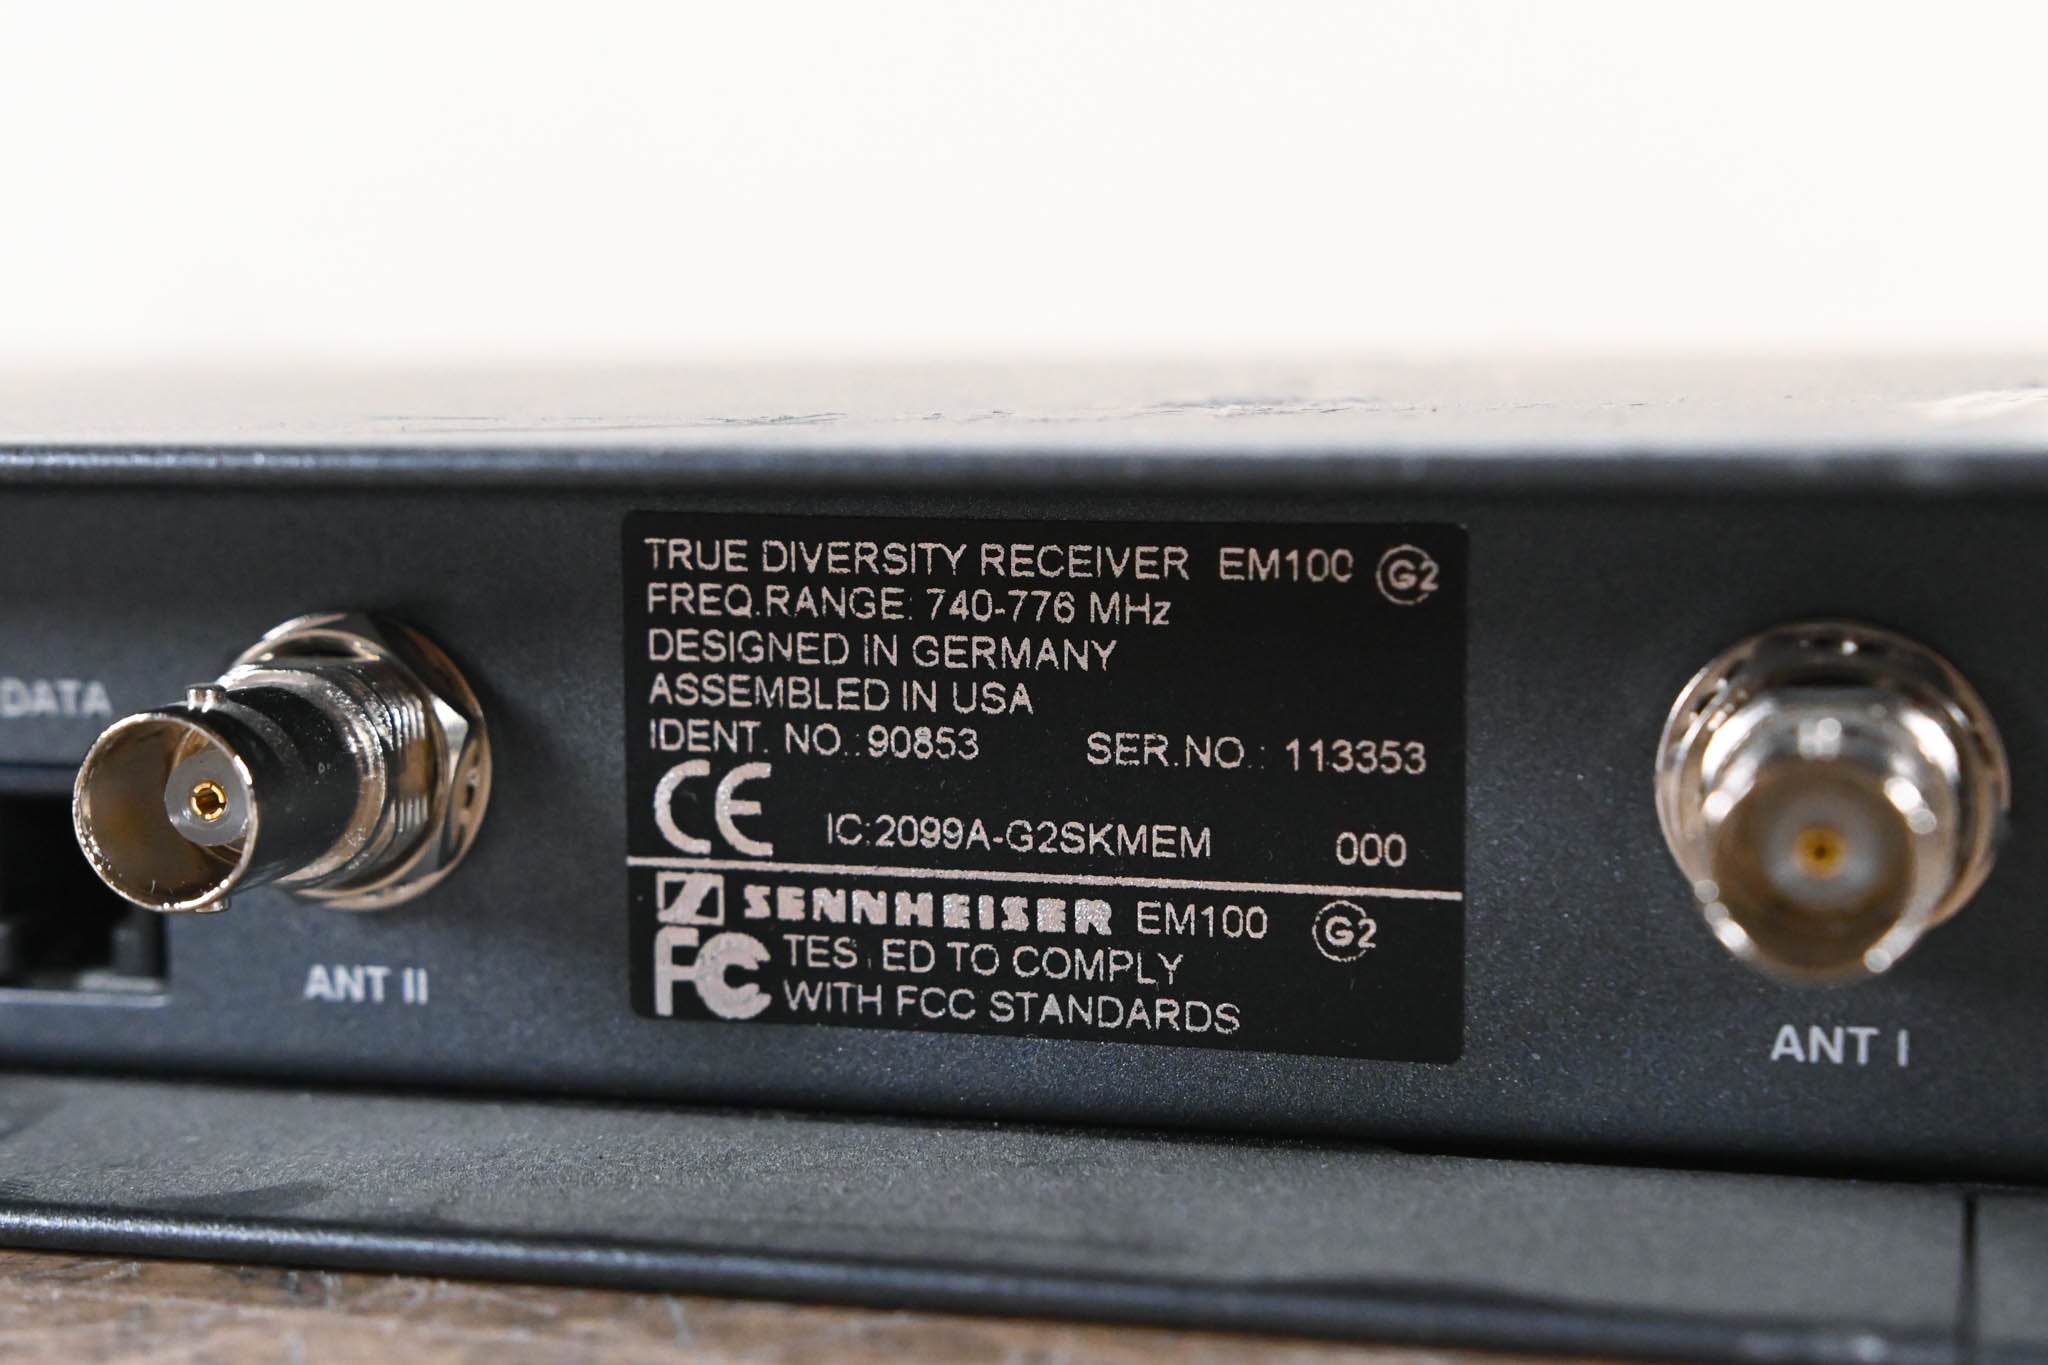 TRUE DIVERSITY RECEIVER EM100 G2
FREQ.RANGE: 740-776 MHz
DESIGNED IN GERMANY
ASSEMBLED IN USA
IDENT. NO.:90853 SER.NO.: 113353
CE IC:2099A-G2SKMEM 000
SENNHEISER EM100 G2
FC TES.ED TO COMPLY
WITH FCC STANDARDS
DATA
ANT II
ANT I